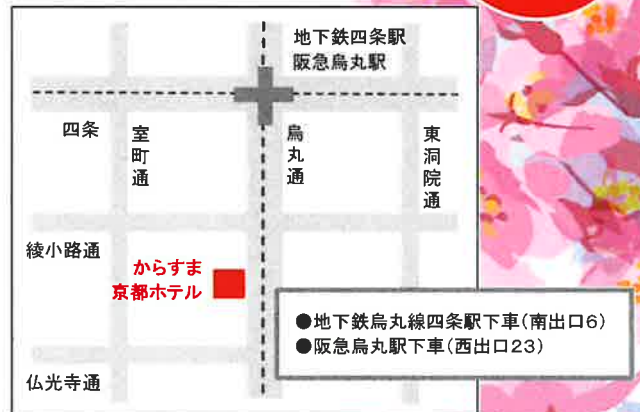 地下鉄四条駅
阪急烏丸駅
四条
室町通
烏丸通
東洞院通
綾小路通
からすま
京都ホテル
●地下鉄烏丸線四条駅下車(南出口6)
●阪急烏丸駅下車(西出口23)
仏光寺通